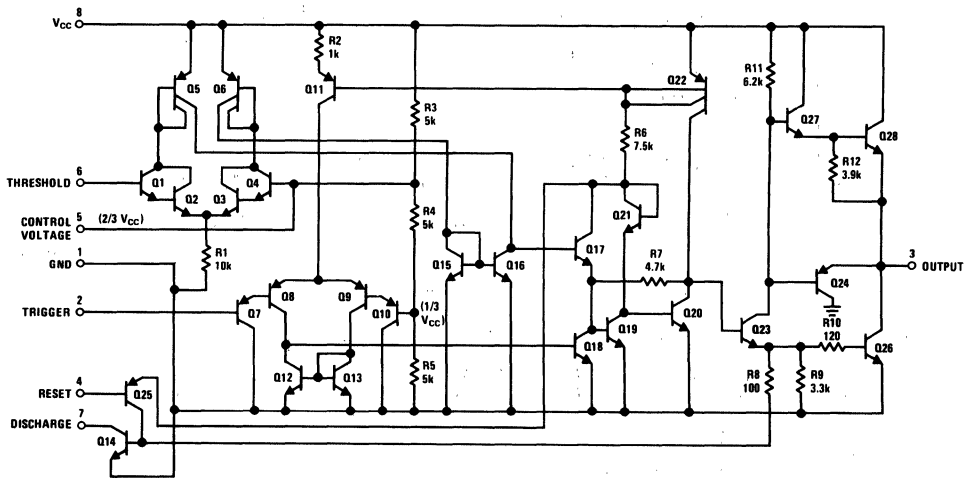 8
VCC
R2
1k
R11
6.2k
Q5
Q6
Q11
Q22
Q27
Q28
R3
5k
R6
7.5k
R12
3.9k
6
THRESHOLD
Q1
Q2
Q3
Q4
5
CONTROL
VOLTAGE
(2/3 VCC)
R4
5k
Q21
1
GND
R1
10k
Q15
Q16
Q17
R7
4.7k
3
OUTPUT
Q24
2
TRIGGER
Q7
Q8
Q9
Q10
(1/3
VCC)
Q18
Q19
Q20
Q23
R10
120
Q26
Q12
Q13
R5
5k
R8
100
R9
3.3k
4
RESET
Q25
7
DISCHARGE
Q14